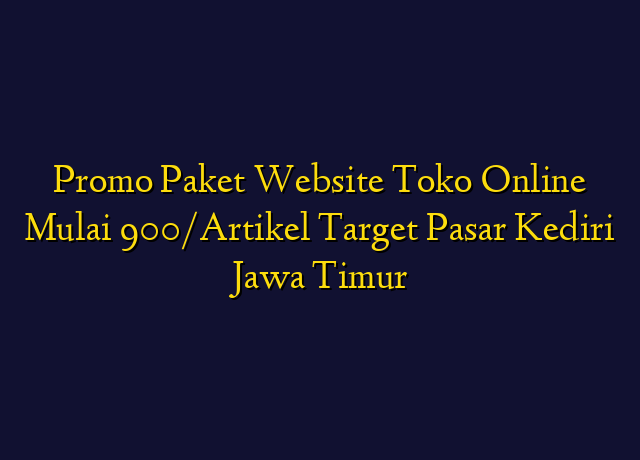 Promo Paket Website Toko Online
Mulai 900/Artikel Target Pasar Kediri
Jawa Timur